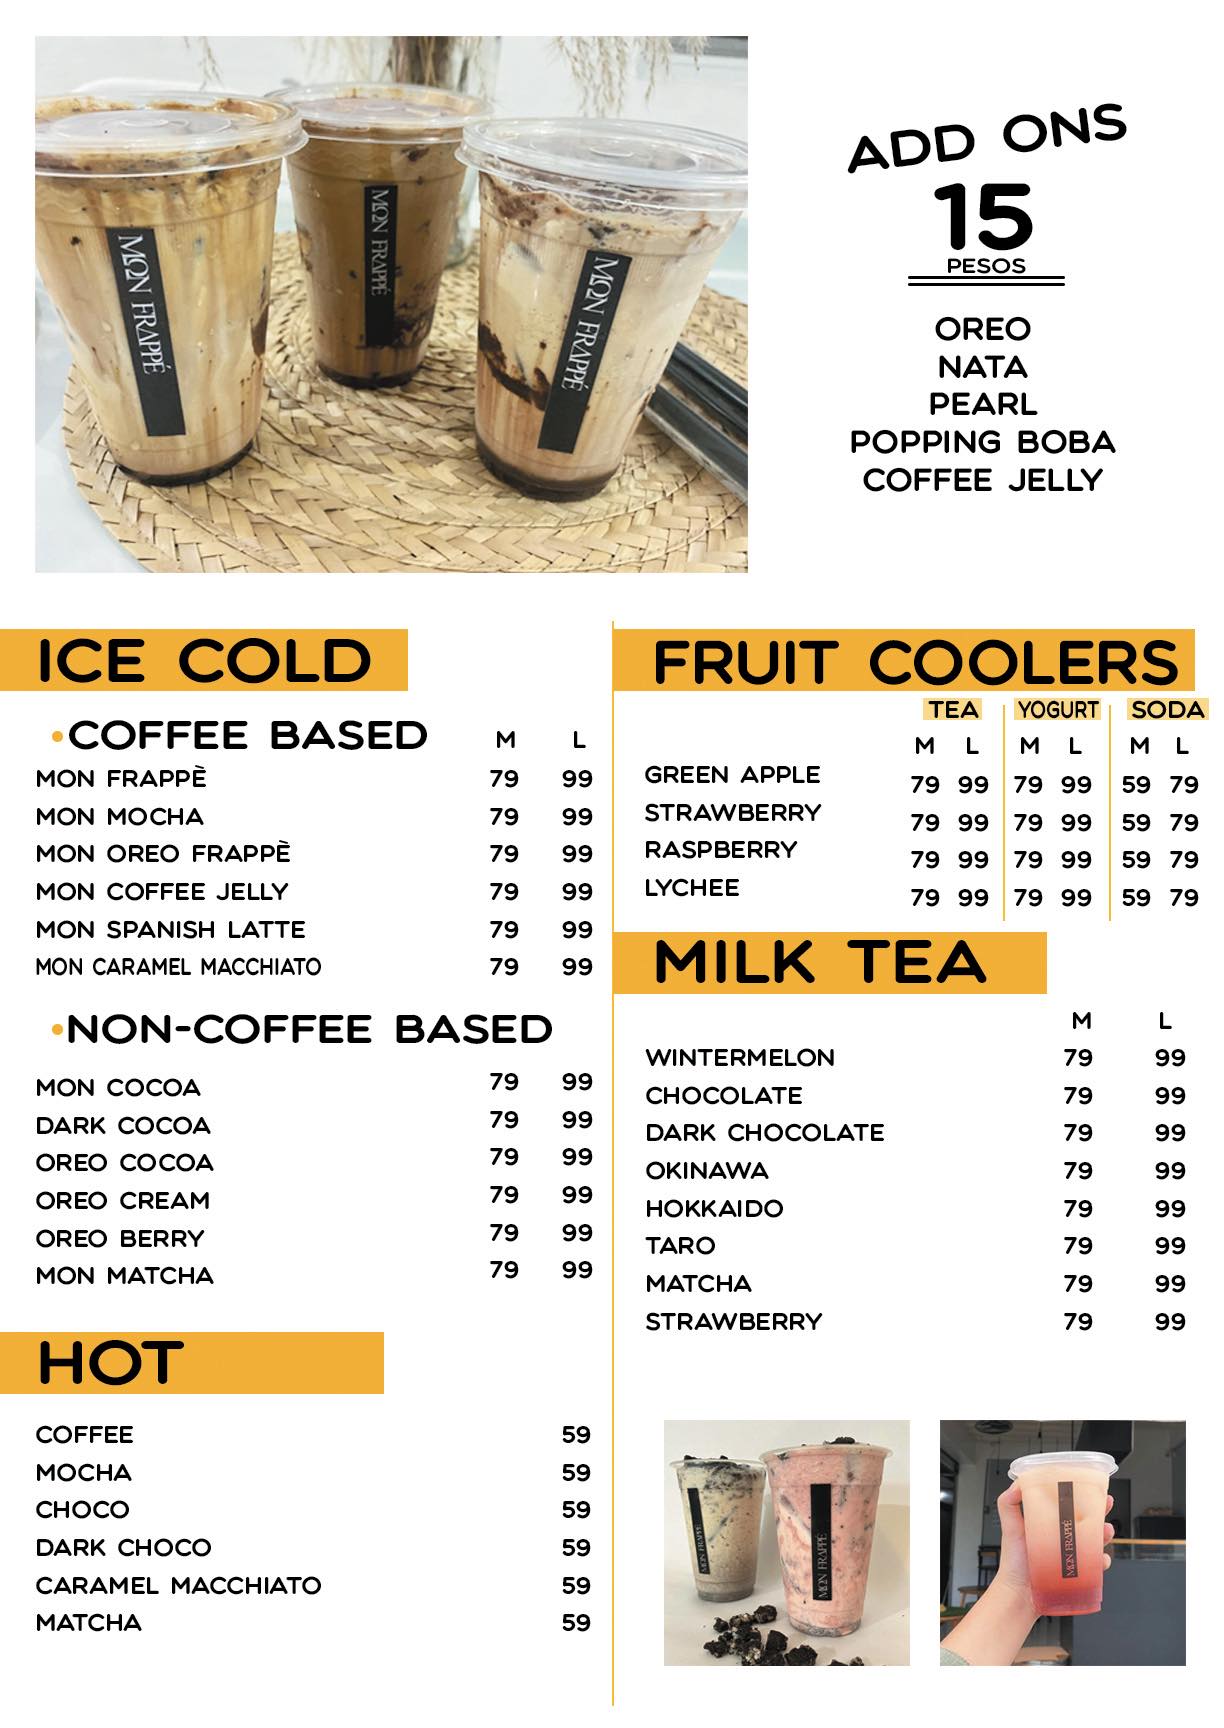 MON FRAPPÉ
MON FRAPPÉ
MON FRAPPÉ
ADD ONS
15
PESOS
OREO
NATA
PEARL
POPPING BOBA
COFFEE JELLY
ICE COLD
•COFFEE BASED M L
MON FRAPPÈ 79 99
MON MOCHA 79 99
MON OREO FRAPPÈ 79 99
MON COFFEE JELLY 79 99
MON SPANISH LATTE 79 99
MON CARAMEL MACCHIATO 79 99
•NON-COFFEE BASED
MON COCOA 79 99
DARK COCOA 79 99
OREO COCOA 79 99
OREO CREAM 79 99
OREO BERRY 79 99
MON MATCHA 79 99
HOT
COFFEE 59
MOCHA 59
CHOCO 59
DARK CHOCO 59
CARAMEL MACCHIATO 59
MATCHA 59
FRUIT COOLERS
TEA YOGURT SODA
M L M L M L
GREEN APPLE 79 99 79 99 59 79
STRAWBERRY 79 99 79 99 59 79
RASPBERRY 79 99 79 99 59 79
LYCHEE 79 99 79 99 59 79
MILK TEA
M L
WINTERMELON 79 99
CHOCOLATE 79 99
DARK CHOCOLATE 79 99
OKINAWA 79 99
HOKKAIDO 79 99
TARO 79 99
MATCHA 79 99
STRAWBERRY 79 99
MON FRAPPÉ
MON FRAPPÉ
MON FRAPPÉ